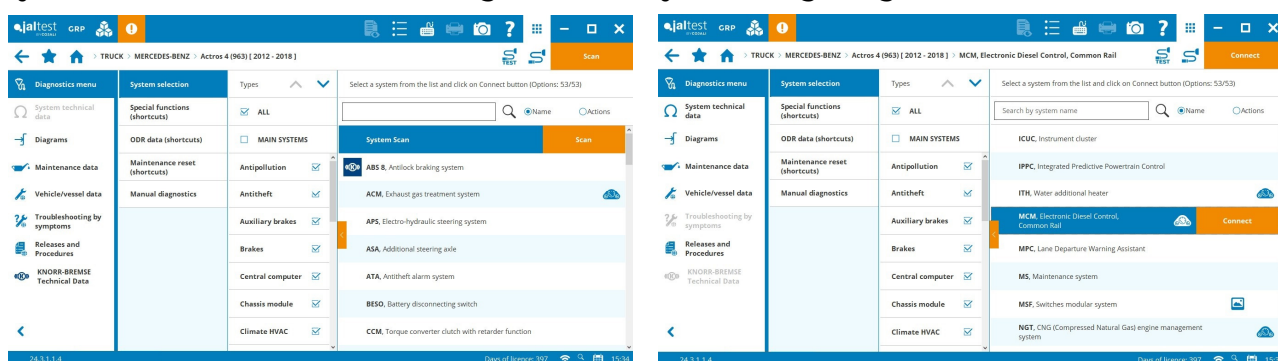 jaltest GRP
BY COJALI
TRUCK > MERCEDES-BENZ > Actros 4 (963) [ 2012 - 2018 ]
TEST
Scan
Diagnostics menu
System technical data
Diagrams
Maintenance data
Vehicle/vessel data
Troubleshooting by symptoms
Releases and Procedures
KNORR-BREMSE Technical Data
System selection
Special functions (shortcuts)
ODR data (shortcuts)
Maintenance reset (shortcuts)
Manual diagnostics
Types
ALL
MAIN SYSTEMS
Antipollution
Antitheft
Auxiliary brakes
Brakes
Central computer
Chassis module
Climate HVAC
Select a system from the list and click on Connect button (Options: 53/53)
Name
Actions
System Scan
Scan
ABS 8, Antilock braking system
ACM, Exhaust gas treatment system
APS, Electro-hydraulic steering system
ASA, Additional steering axle
ATA, Antitheft alarm system
BESO, Battery disconnecting switch
CCM, Torque converter clutch with retarder function
24.3.1.1.4
Days of licence: 397
15:34
jaltest GRP
BY COJALI
TRUCK > MERCEDES-BENZ > Actros 4 (963) [ 2012 - 2018 ] > MCM, Electronic Diesel Control, Common Rail
TEST
Connect
Diagnostics menu
System technical data
Diagrams
Maintenance data
Vehicle/vessel data
Troubleshooting by symptoms
Releases and Procedures
KNORR-BREMSE Technical Data
System selection
Special functions (shortcuts)
ODR data (shortcuts)
Maintenance reset (shortcuts)
Manual diagnostics
Types
ALL
MAIN SYSTEMS
Antipollution
Antitheft
Auxiliary brakes
Brakes
Central computer
Chassis module
Climate HVAC
Select a system from the list and click on Connect button (Options: 53/53)
Search by system name
Name
Actions
ICUC, Instrument cluster
IPPC, Integrated Predictive Powertrain Control
ITH, Water additional heater
MCM, Electronic Diesel Control, Common Rail
Connect
MPC, Lane Departure Warning Assistant
MS, Maintenance system
MSF, Switches modular system
NGT, CNG (Compressed Natural Gas) engine management system
24.3.1.1.4
Days of licence: 397